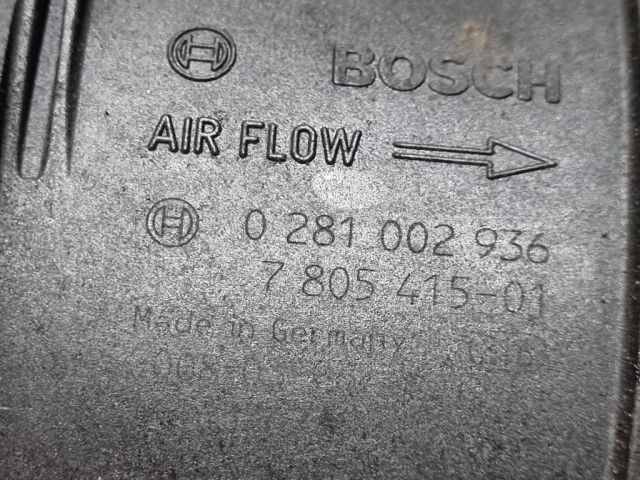 BOSCH
AIR FLOW
0 281 002 936
7 805 415-01
Made in Germany